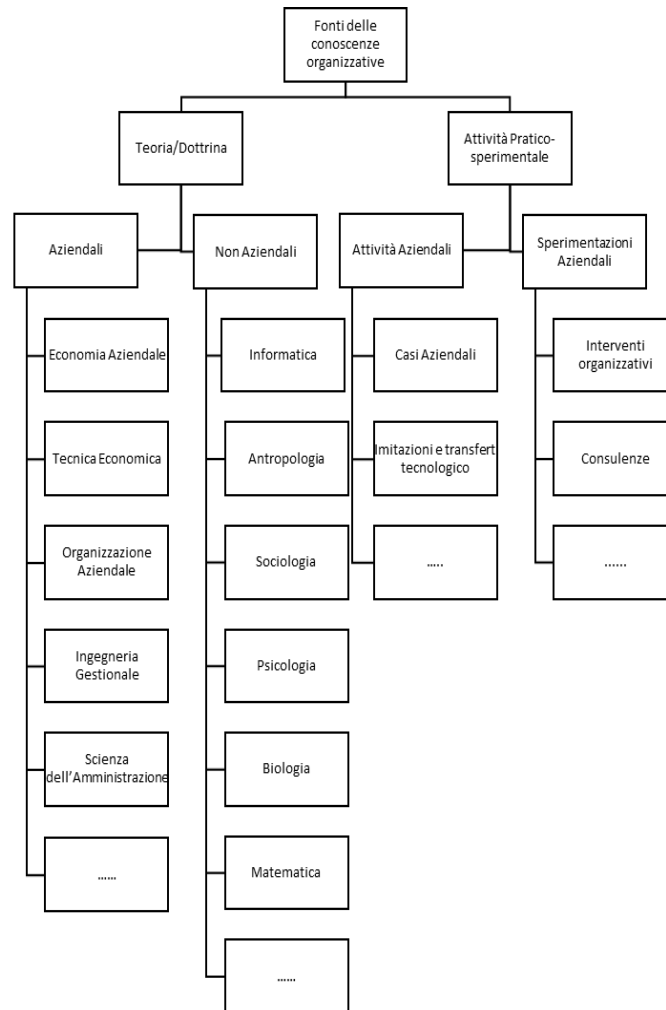 Fonti delle
conoscenze
organizzative
Teoria/Dottrina
Attività Pratico-
sperimentale
Aziendali
Non Aziendali
Attività Aziendali
Sperimentazioni
Aziendali
Economia Aziendale
Informatica
Casi Aziendali
Interventi
organizzativi
Tecnica Economica
Antropologia
Imitazioni e transfert
tecnologico
Consulenze
Organizzazione
Aziendale
Sociologia
.....
......
Ingegneria
Gestionale
Psicologia
Scienza
dell'Amministrazione
Biologia
......
Matematica
......